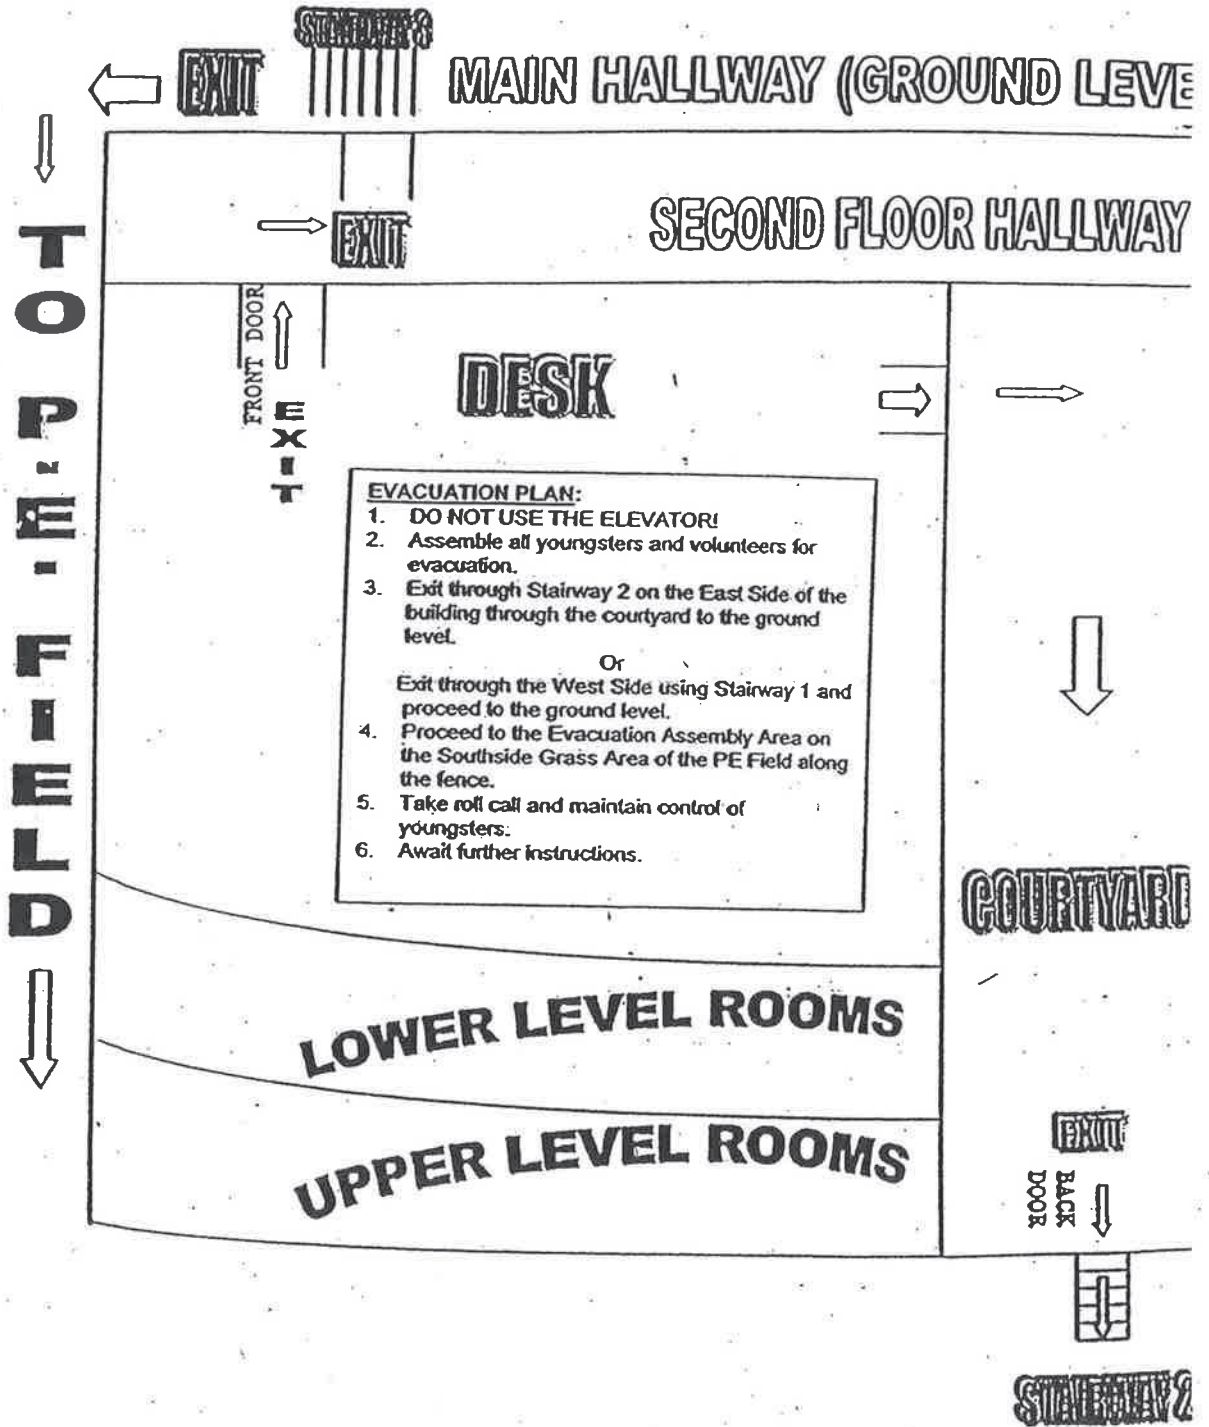 EXIT
MAIN HALLWAY (GROUND LEVE
EXIT
SECOND FLOOR HALLWAY
TO P.E. FIELD
FRONT DOOR
EXIT
DESK
EVACUATION PLAN:
1. DO NOT USE THE ELEVATOR!
2. Assemble all youngsters and volunteers for
evacuation.
3. Exit through Stairway 2 on the East Side of the
building through the courtyard to the ground
level.
Or
Exit through the West Side using Stairway 1 and
proceed to the ground level.
4. Proceed to the Evacuation Assembly Area on
the Southside Grass Area of the PE Field along
the fence.
5. Take roll call and maintain control of
youngsters.
6. Await further instructions.
COURTYARD
LOWER LEVEL ROOMS
UPPER LEVEL ROOMS
EXIT
BACK
DOOR
STAIRWAY 2